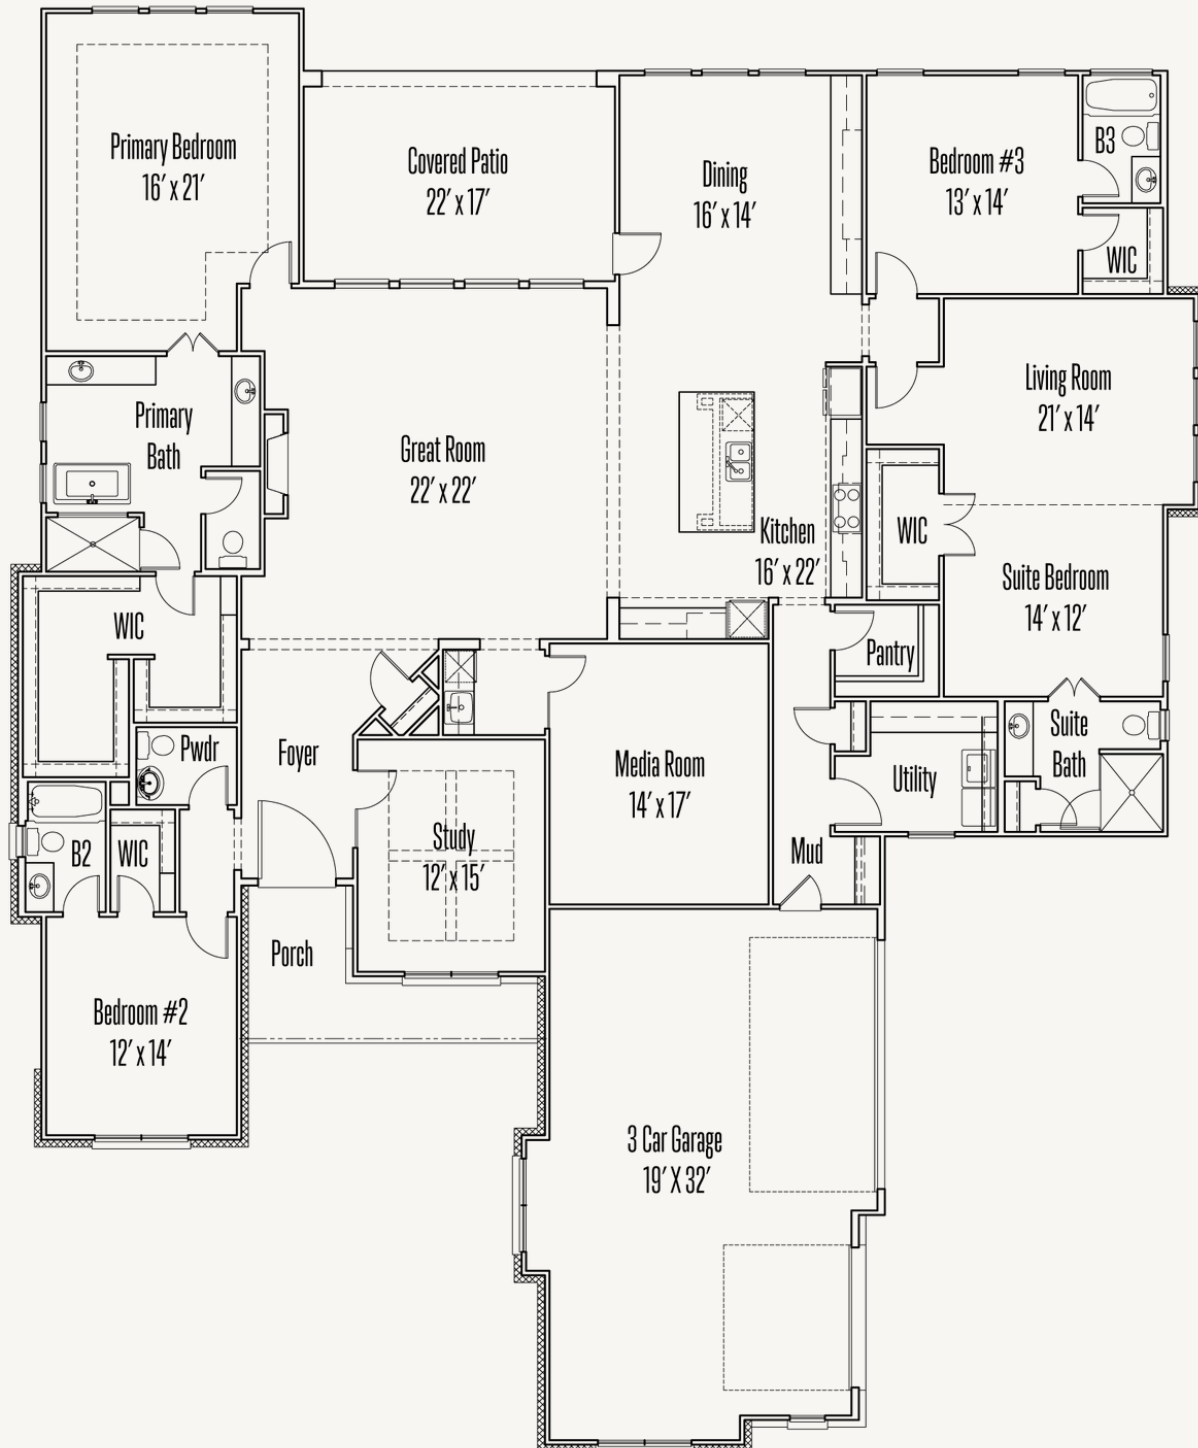 Primary Bedroom
16' x 21'
Covered Patio
22' x 17'
Dining
16' x 14'
Bedroom #3
13' x 14'
B3
WIC
Primary
Bath
Great Room
22' x 22'
Living Room
21' x 14'
Kitchen
16' x 22'
WIC
Suite Bedroom
14' x 12'
WIC
Pantry
Pwdr
Foyer
Media Room
14' x 17'
Utility
Suite
Bath
B2
WIC
Study
12' x 15'
Mud
Porch
Bedroom #2
12' x 14'
3 Car Garage
19' X 32'